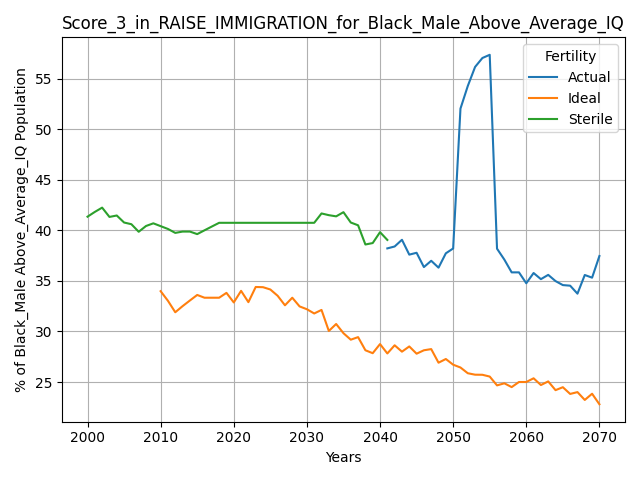 Score_3_in_RAISE_IMMIGRATION_for_Black_Male_Above_Average_IQ
% of Black_Male Above_Average_IQ Population
55
50
45
40
35
30
25
Fertility
Actual
Ideal
Sterile
2000 2010 2020 2030 2040 2050 2060 2070
Years